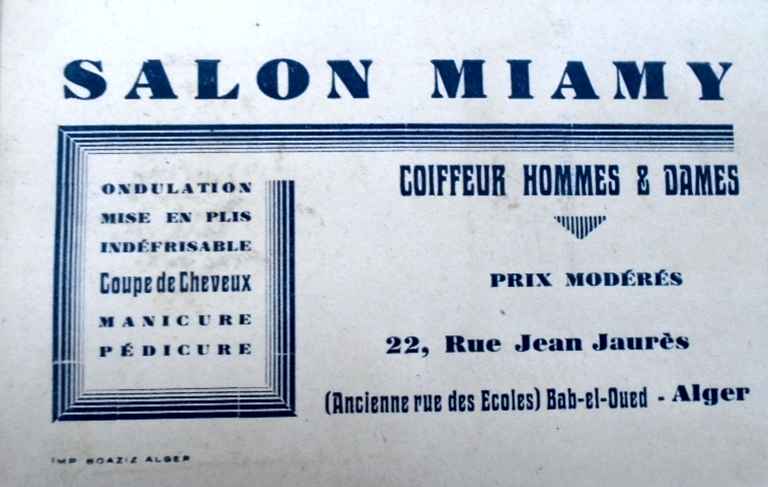 SALON MIAMY
ONDULATION
MISE EN PLIS
INDÉFRISABLE
Coupe de Cheveux
MANICURE
PÉDICURE
COIFFEUR HOMMES & DAMES
PRIX MODÉRÉS
22, Rue Jean Jaurès
(Ancienne rue des Ecoles) Bab-el-Oued - Alger
IMP BOAZIZ ALGER